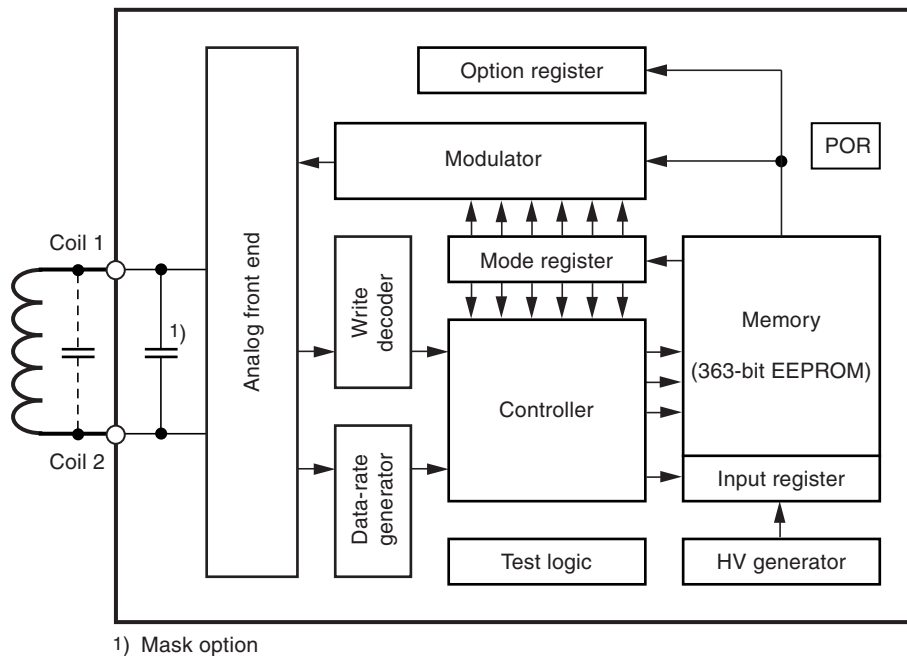 Option register
Modulator
POR
Coil 1
Analog front end
Write
decoder
Mode register
Memory
1)
(363-bit EEPROM)
Controller
Coil 2
Data-rate
generator
Input register
Test logic
HV generator
1) Mask option